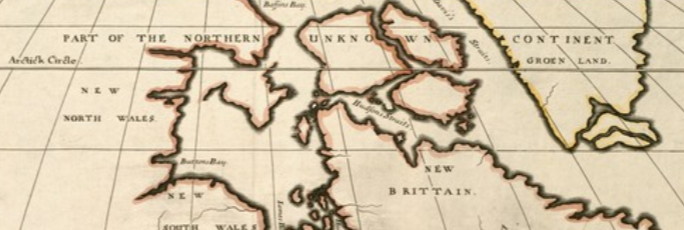 Baffins Bay.
PART OF THE NORTHERN UNKNOWN CONTINENT
Straits
Straits.
Arctick Circle.
GROEN LAND.
NEW
NORTH WALES.
Hudsons Straits
Buttons Bay.
NEW
BRITTAIN.
NEW
SOUTH WALES